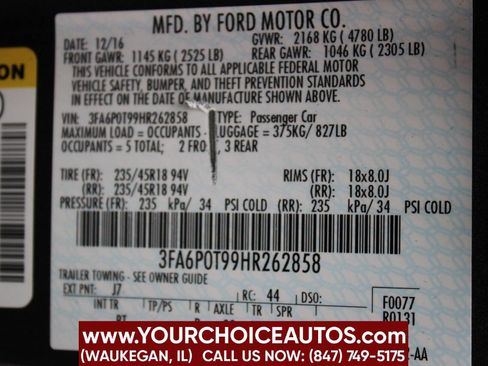 MFD. BY FORD MOTOR CO.
DATE: 12/16 GVWR: 2168 KG ( 4780 LB)
FRONT GAWR: 1145 KG ( 2525 LB) REAR GAWR: 1046 KG ( 2305 LB)
THIS VEHICLE CONFORMS TO ALL APPLICABLE FEDERAL MOTOR
VEHICLE SAFETY, BUMPER, AND THEFT PREVENTION STANDARDS
IN EFFECT ON THE DATE OF MANUFACTURE SHOWN ABOVE.
VIN: 3FA6P0T99HR262858 TYPE: Passenger Car
MAXIMUM LOAD = OCCUPANTS LUGGAGE = 375KG/ 827LB
OCCUPANTS = 5 TOTAL; 2 FRO 3 REAR
TIRE (FR): 235/45R18 94V RIMS (FR): 18x8.0J
(RR): 235/45R18 94V (RR): 18x8.0J
PRESSURE (FR): 235 kPa/ 34 PSI COLD (RR): 235 kPa/ 34 PSI COLD
3FA6P0T99HR262858
TRAILER TOWING - SEE OWNER GUIDE
EXT PNT: J7 RC: 44 DSO: F0077
INT TR TP/PS R AXLE TR SPR R0131
-AA
WWW.YOURCHOICEAUTOS.COM
(WAUKEGAN, IL) CALL US NOW: (847) 749-5175